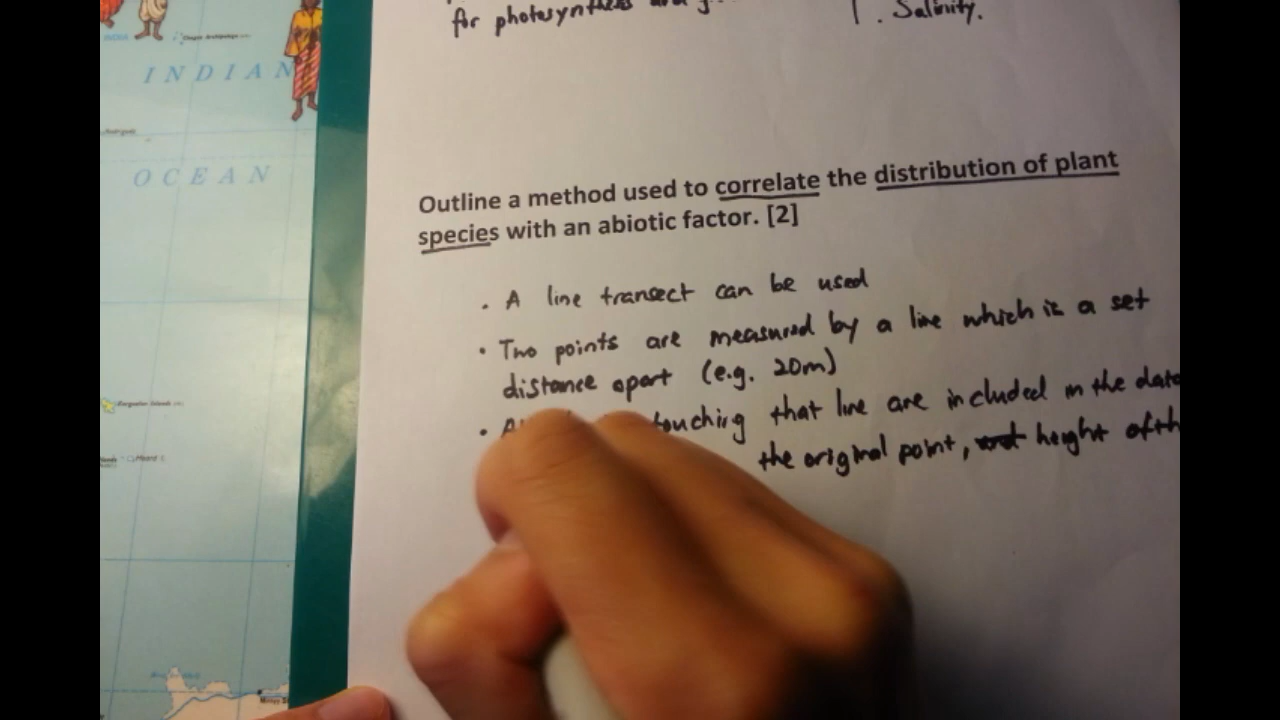 for photosynthesis and
. Salinity.
INDIAN
OCEAN
Outline a method used to correlate the distribution of plant
species with an abiotic factor. [2]
. A line transect can be used
. Two points are measured by a line which is a set
distance apart (e.g. 20m)
. touching that line are included in the data
the original point, height of th